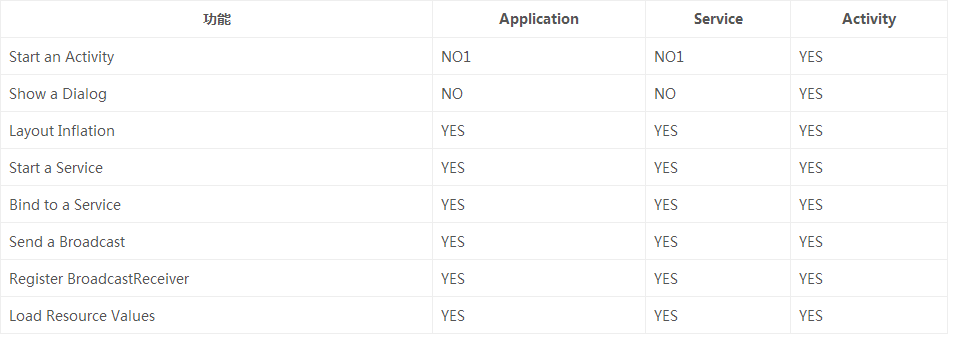 功能 Application Service Activity
Start an Activity NO1 NO1 YES
Show a Dialog NO NO YES
Layout Inflation YES YES YES
Start a Service YES YES YES
Bind to a Service YES YES YES
Send a Broadcast YES YES YES
Register BroadcastReceiver YES YES YES
Load Resource Values YES YES YES